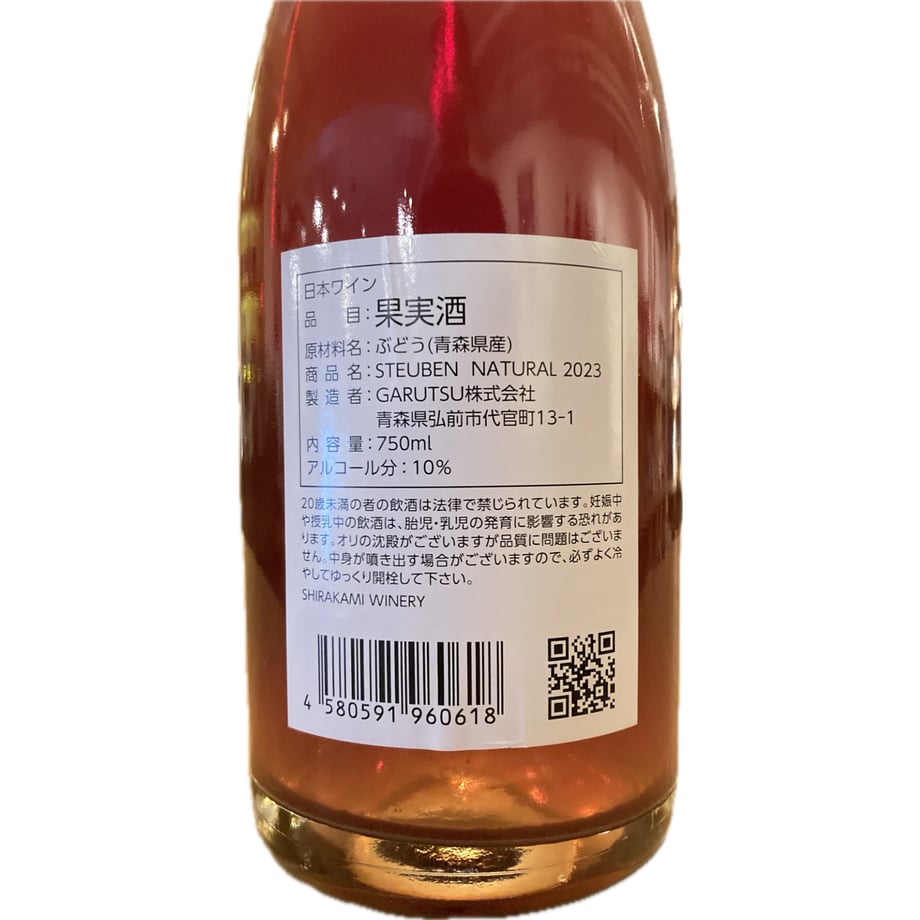 日本ワイン
品 目：果実酒
原材料名：ぶどう(青森県産)
商 品 名：STEUBEN NATURAL 2023
製 造 者：GARUTSU株式会社
青森県弘前市代官町13-1
内 容 量：750ml
アルコール分：10%
20歳未満の者の飲酒は法律で禁じられています。妊娠中
や授乳中の飲酒は、胎児・乳児の発育に影響する恐れがあ
ります。オリの沈殿がございますが品質に問題はございま
せん。中身が噴き出す場合がございますので、必ずよく冷
やしてゆっくり開栓して下さい。
SHIRAKAMI WINERY
4 580591 960618